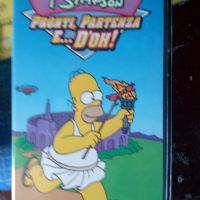 I SIMPSON
PRONTI, PARTENZA
E... D'OH!